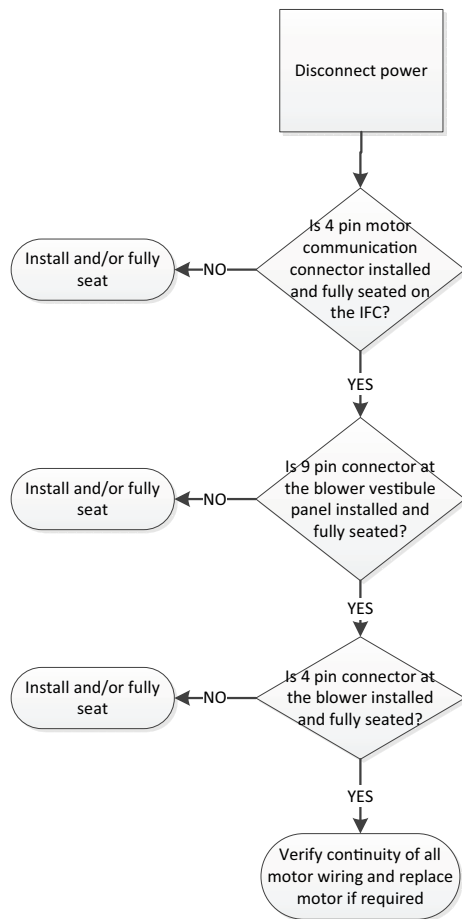 Disconnect power
Is 4 pin motor
communication
connector installed
and fully seated on
the IFC?
NO
Install and/or fully
seat
YES
Is 9 pin connector at
the blower vestibule
panel installed and
fully seated?
NO
Install and/or fully
seat
YES
Is 4 pin connector at
the blower installed
and fully seated?
NO
Install and/or fully
seat
YES
Verify continuity of all
motor wiring and replace
motor if required